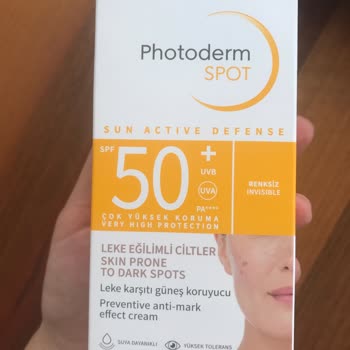 Photoderm
SPOT
SUN ACTIVE DEFENSE
SPF
50+
UVB
UVA
PA++++
RENKSİZ
INVISIBLE
ÇOK YÜKSEK KORUMA
VERY HIGH PROTECTION
LEKE EĞİLİMLİ CİLTLER
SKIN PRONE
TO DARK SPOTS
Leke karşıtı güneş koruyucu
Preventive anti-mark
effect cream
SUYA DAYANIKLI
YÜKSEK TOLERANS